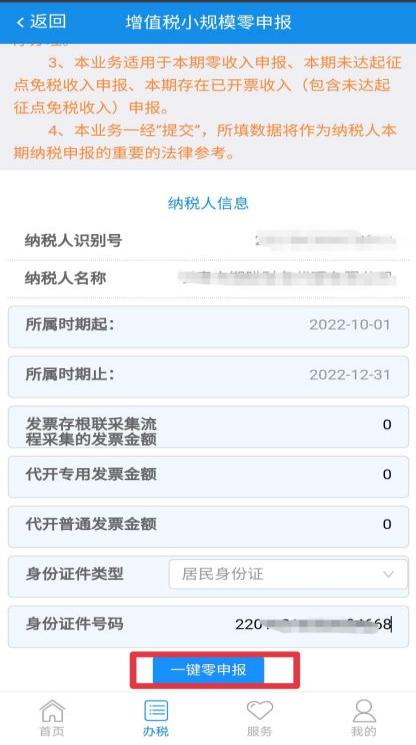 返回
增值税小规模零申报
3、本业务适用于本期零收入申报、本期未达起征
点免税收入申报、本期存在已开票收入（包含未达起
征点免税收入）申报。
4、本业务一经“提交”，所填数据将作为纳税人本
期纳税申报的重要的法律参考。
纳税人信息
纳税人识别号
纳税人名称
所属时期起：
2022-10-01
所属时期止：
2022-12-31
发票存根联采集流
程采集的发票金额
0
代开专用发票金额
0
代开普通发票金额
0
身份证件类型
居民身份证
身份证件号码
一键零申报
首页
办税
服务
我的